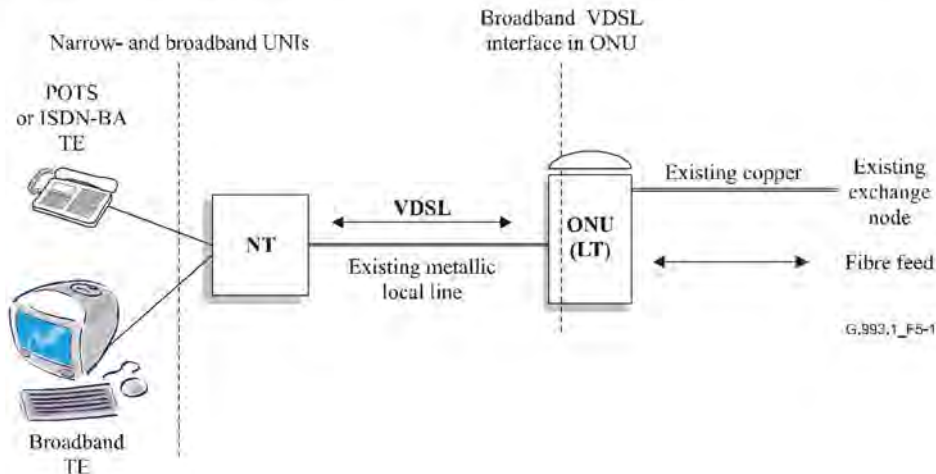 Narrow- and broadband UNIs
Broadband VDSL
interface in ONU
POTS
or ISDN-BA
TE
NT
VDSL
Existing metallic
local line
ONU
(LT)
Existing copper
Existing
exchange
node
Fibre feed
G.993.1_F5-1
Broadband
TE